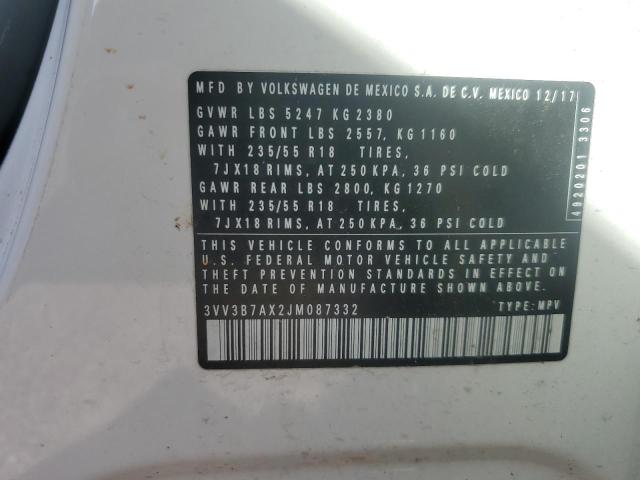 MFD BY VOLKSWAGEN DE MEXICO S.A. DE C.V. MEXICO 12/17
GVWR LBS 5247 KG 2380
GAWR FRONT LBS 2557, KG 1160
WITH 235/55 R18 TIRES,
7JX18 RIMS, AT 250 KPA, 36 PSI COLD
GAWR REAR LBS 2800, KG 1270
WITH 235/55 R18 TIRES,
7JX18 RIMS, AT 250 KPA, 36 PSI COLD
THIS VEHICLE CONFORMS TO ALL APPLICABLE
U.S. FEDERAL MOTOR VEHICLE SAFETY AND
THEFT PREVENTION STANDARDS IN EFFECT ON
THE DATE OF MANUFACTURE SHOWN ABOVE.
3VV3B7AX2JM087332 TYPE: MPV
4920201 3306